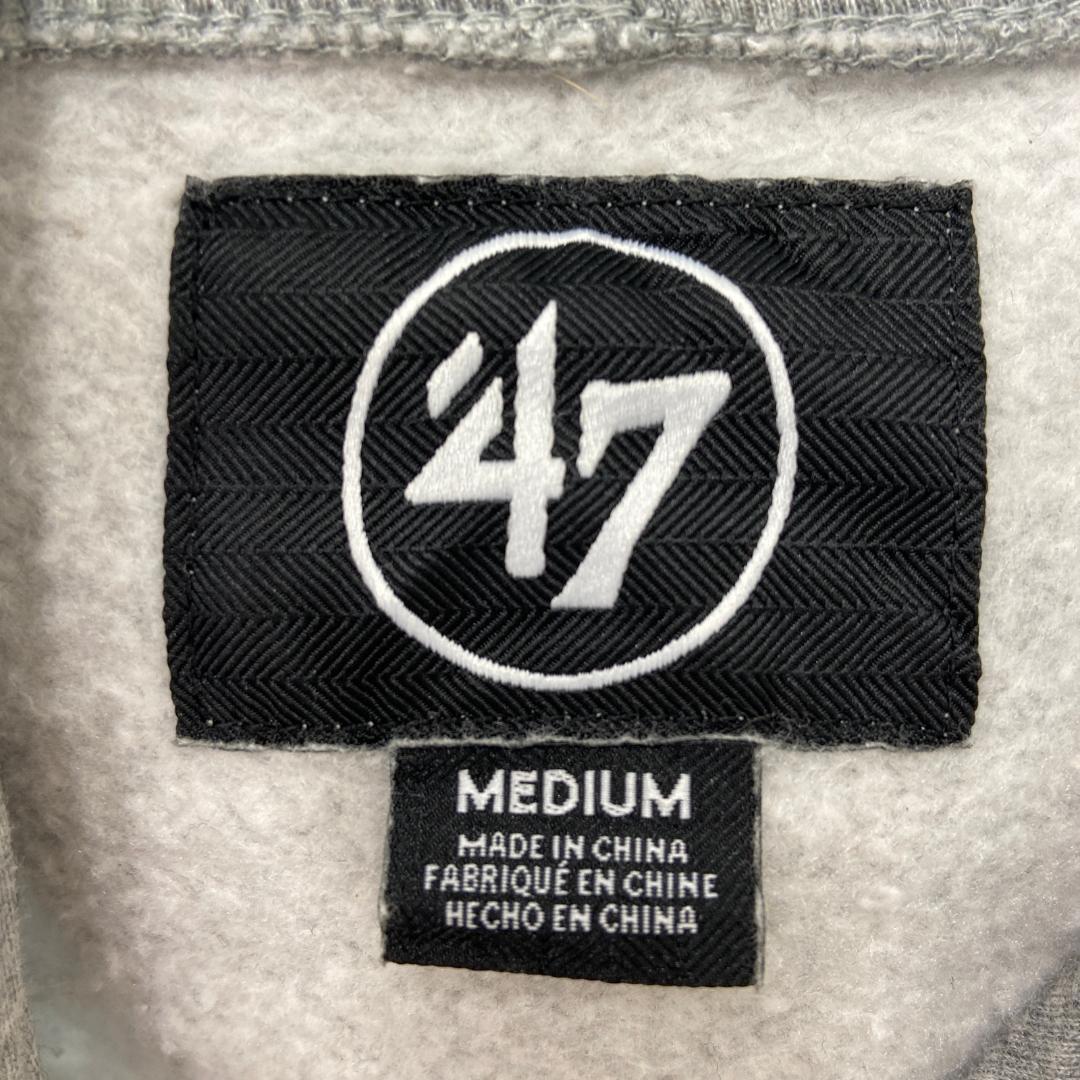 '47
MEDIUM
MADE IN CHINA
FABRIQUÉ EN CHINE
HECHO EN CHINA